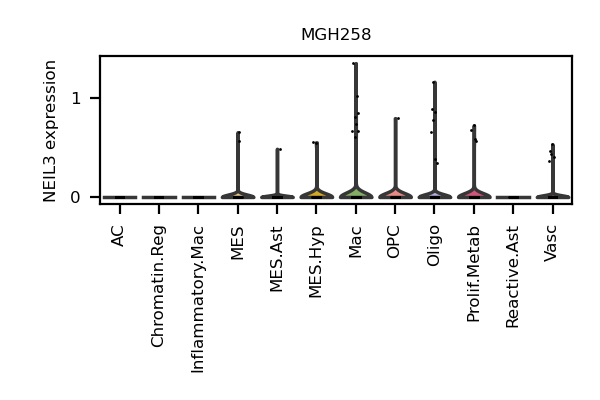 MGH258
NEIL3 expression
1
0
AC
Chromatin.Reg
Inflammatory.Mac
MES
MES.Ast
MES.Hyp
Mac
OPC
Oligo
Prolif.Metab
Reactive.Ast
Vasc